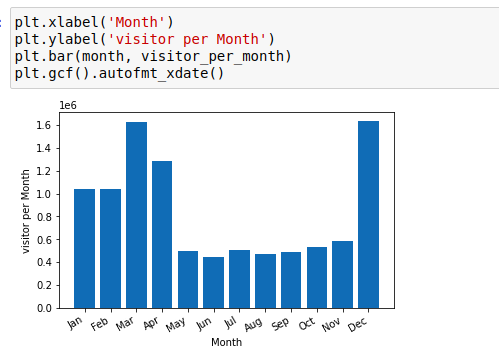 plt.xlabel('Month')
plt.ylabel('visitor per Month')
plt.bar(month, visitor_per_month)
plt.gcf().autofmt_xdate()
1e6
1.6
1.4
1.2
1.0
0.8
0.6
0.4
0.2
0.0
visitor per Month
Jan Feb Mar Apr May Jun Jul Aug Sep Oct Nov Dec
Month